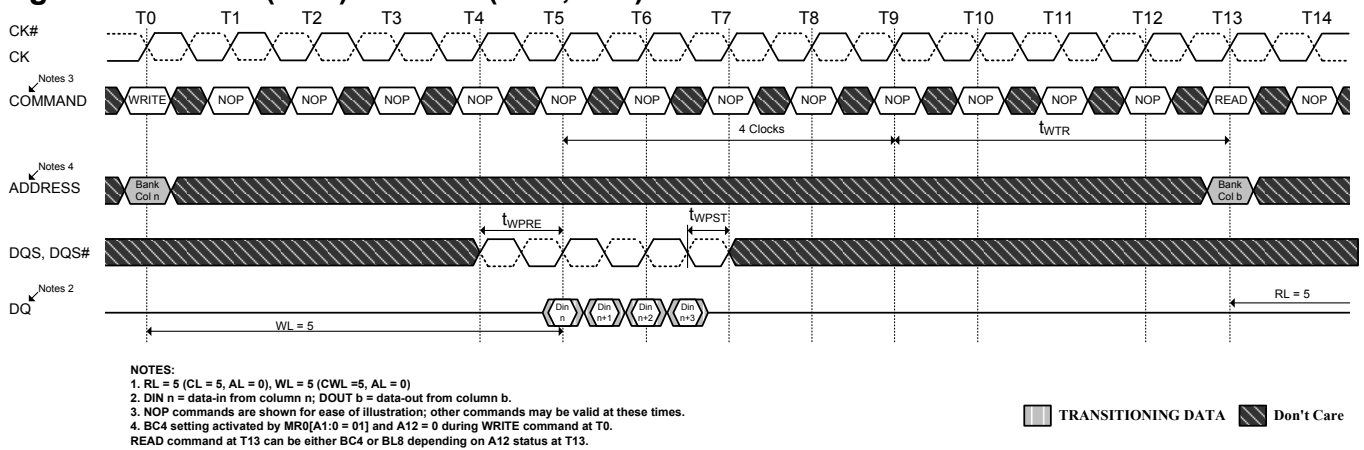 T0 T1 T2 T3 T4 T5 T6 T7 T8 T9 T10 T11 T12 T13 T14
CK#
CK
Notes 3
COMMAND
WRITE NOP NOP NOP NOP NOP NOP NOP NOP NOP NOP NOP NOP READ NOP
4 Clocks tWTR
Notes 4
ADDRESS
Bank Col n
Bank Col b
tWPRE tWPST
DQS, DQS#
Notes 2
DQ
Din n
Din n+1
Din n+2
Din n+3
RL = 5
WL = 5
NOTES:
1. RL = 5 (CL = 5, AL = 0), WL = 5 (CWL =5, AL = 0)
2. DIN n = data-in from column n; DOUT b = data-out from column b.
3. NOP commands are shown for ease of illustration; other commands may be valid at these times.
4. BC4 setting activated by MR0[A1:0 = 01] and A12 = 0 during WRITE command at T0.
READ command at T13 can be either BC4 or BL8 depending on A12 status at T13.
TRANSITIONING DATA Don't Care